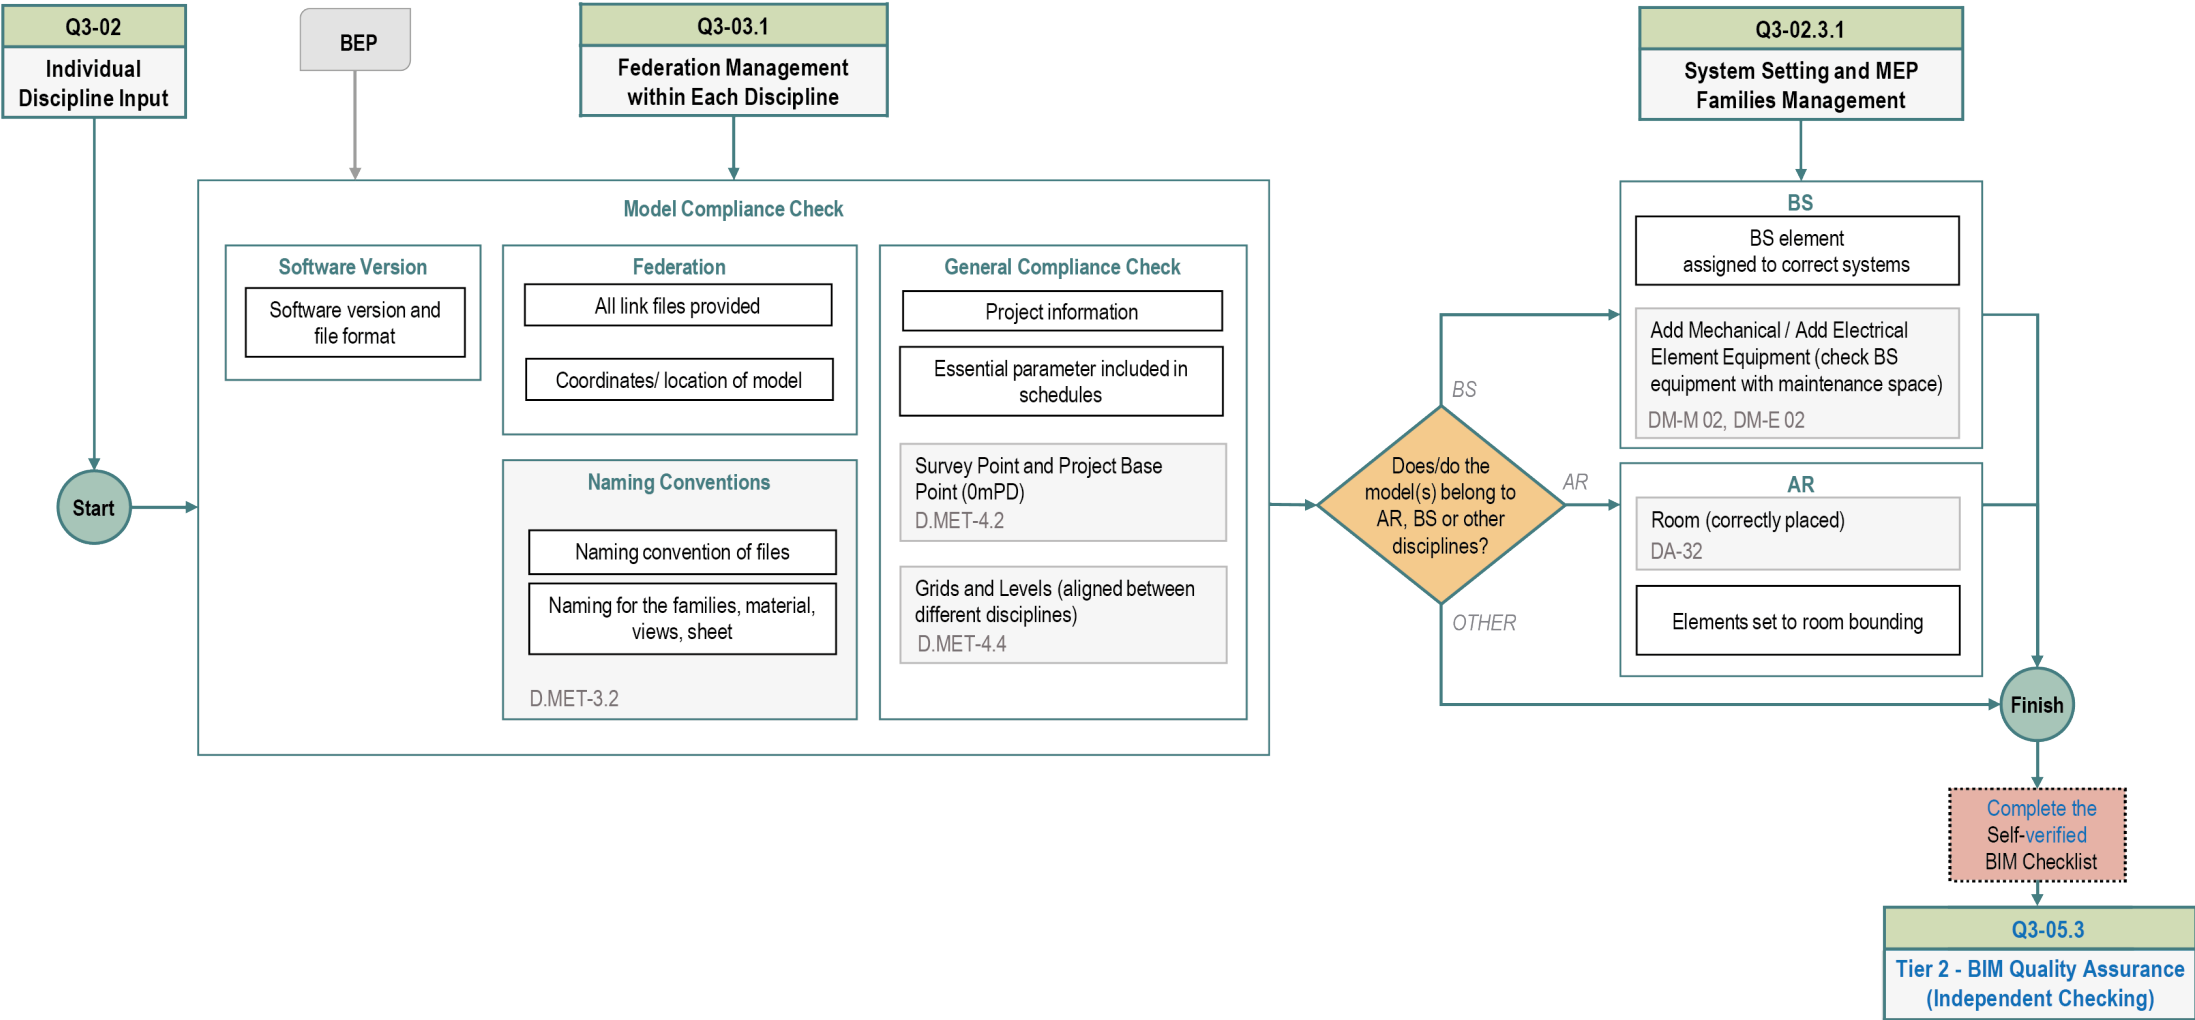 Q3-02
Individual
Discipline Input
BEP
Q3-03.1
Federation Management
within Each Discipline
Q3-02.3.1
System Setting and MEP
Families Management
Start
Model Compliance Check
Software Version
Software version and
file format
Federation
All link files provided
Coordinates/ location of model
Naming Conventions
Naming convention of files
Naming for the families, material,
views, sheet
D.MET-3.2
General Compliance Check
Project information
Essential parameter included in
schedules
Survey Point and Project Base
Point (0mPD)
D.MET-4.2
Grids and Levels (aligned between
different disciplines)
D.MET-4.4
Does/do the
model(s) belong to
AR, BS or other
disciplines?
BS
AR
OTHER
BS
BS element
assigned to correct systems
Add Mechanical / Add Electrical
Element Equipment (check BS
equipment with maintenance space)
DM-M 02, DM-E 02
AR
Room (correctly placed)
DA-32
Elements set to room bounding
Finish
Complete the
Self-verified
BIM Checklist
Q3-05.3
Tier 2 - BIM Quality Assurance
(Independent Checking)